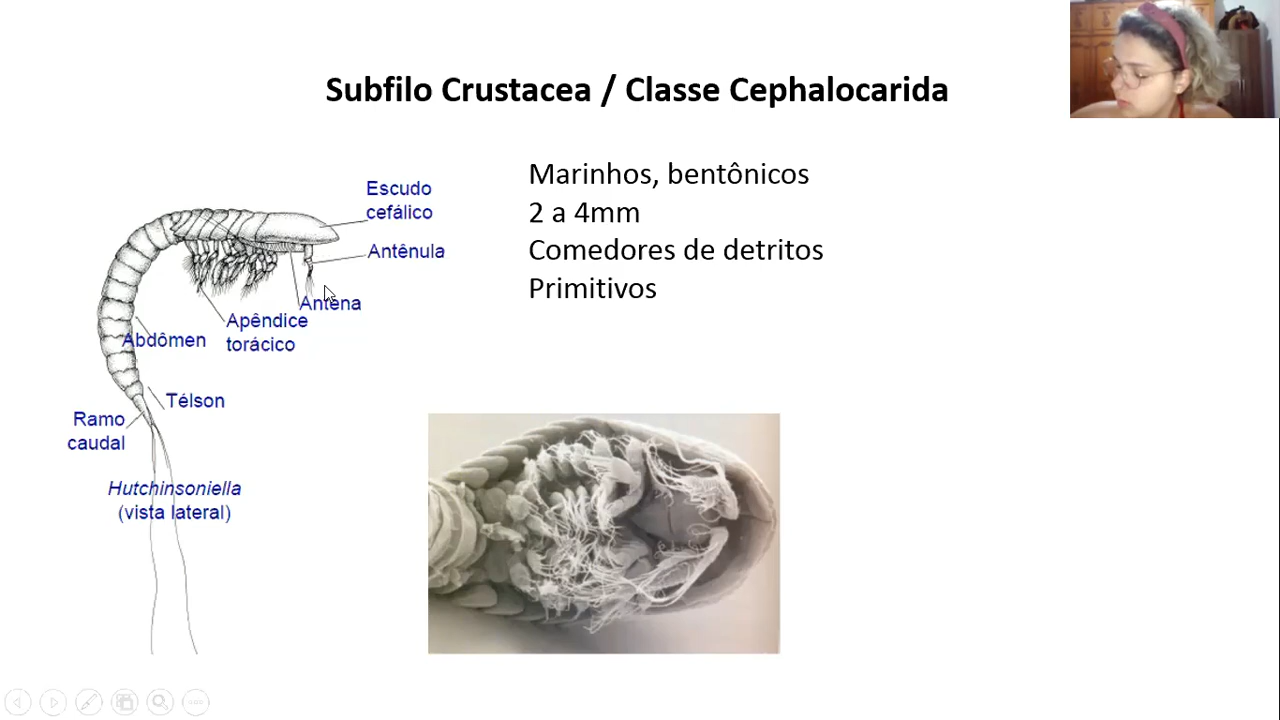 Subfilo Crustacea / Classe Cephalocarida
Marinhos, bentônicos
2 a 4mm
Comedores de detritos
Primitivos
Escudo
cefálico
Antênula
Antena
Apêndice
torácico
Abdômen
Télson
Ramo
caudal
Hutchinsoniella
(vista lateral)